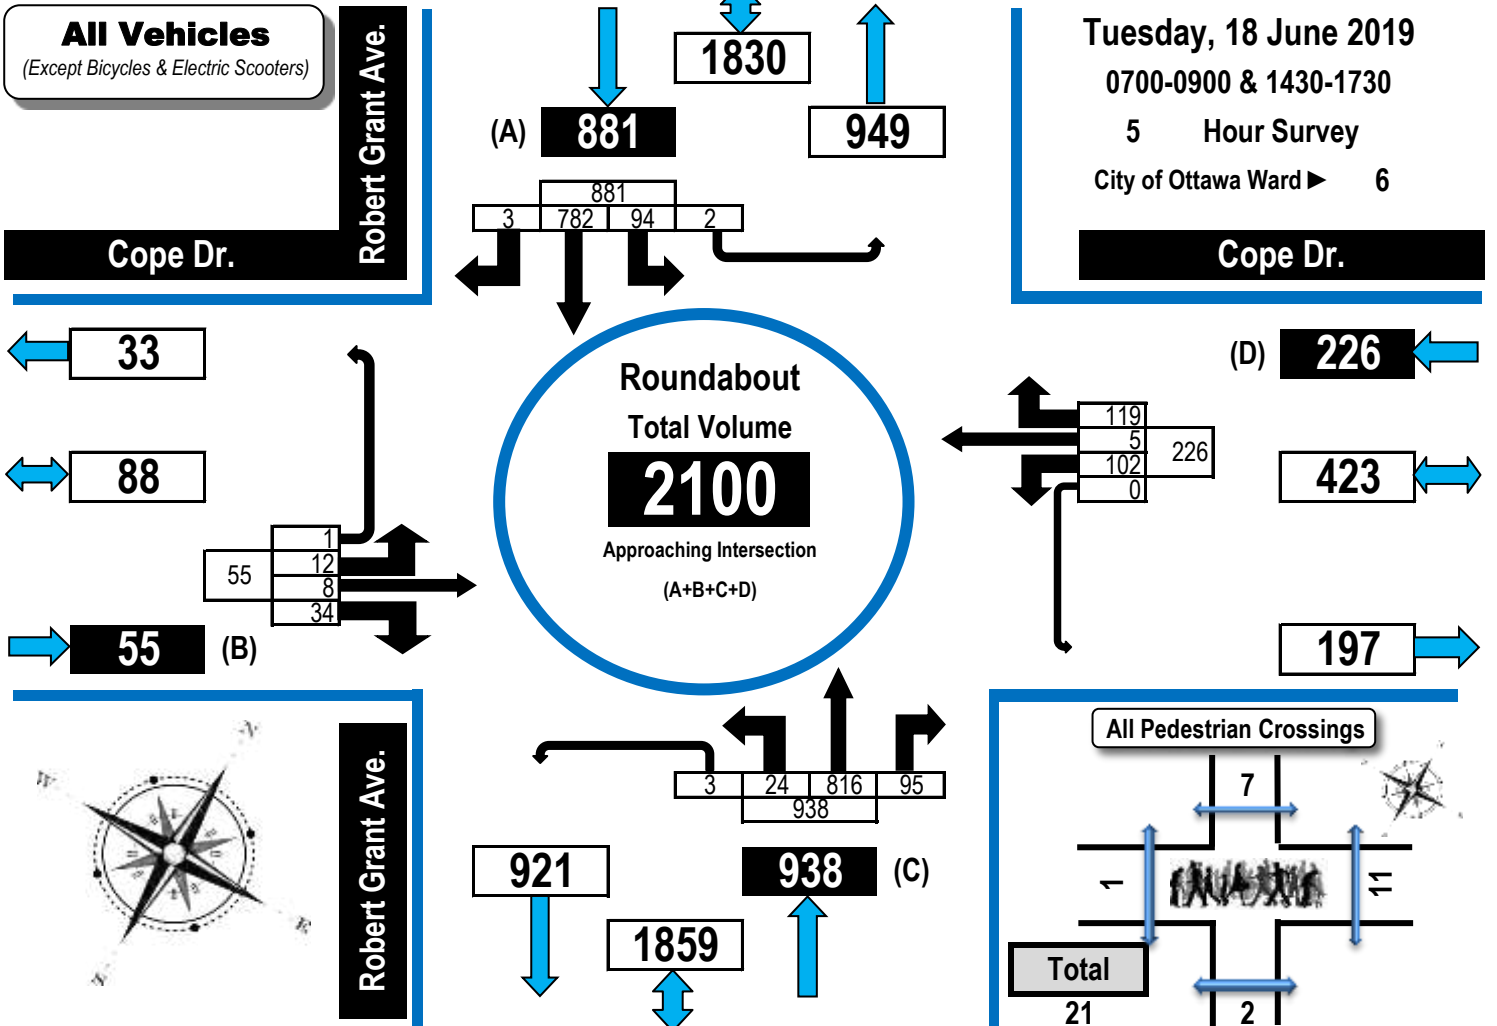 All Vehicles
(Except Bicycles & Electric Scooters)
Robert Grant Ave.
Cope Dr.
1830
(A) 881
949
881
3 782 94 2
Tuesday, 18 June 2019
0700-0900 & 1430-1730
5 Hour Survey
City of Ottawa Ward ► 6
Cope Dr.
33
88
1
12
55
8
34
55 (B)
Roundabout
Total Volume
2100
Approaching Intersection
(A+B+C+D)
(D) 226
119
5
226
102
0
423
197
N
W
E
S
Robert Grant Ave.
3 24 816 95
938
921
938 (C)
1859
All Pedestrian Crossings
7
1
11
2
Total
21